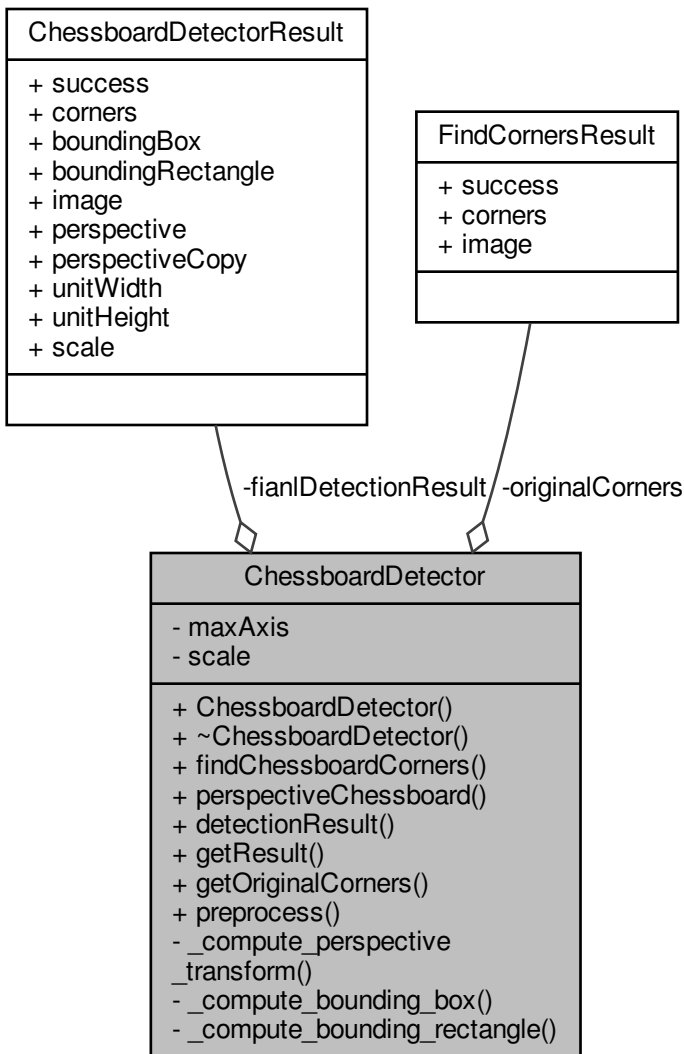 ChessboardDetectorResult
+ success
+ corners
+ boundingBox
+ boundingRectangle
+ image
+ perspective
+ perspectiveCopy
+ unitWidth
+ unitHeight
+ scale
FindCornersResult
+ success
+ corners
+ image
-fianlDetectionResult
-originalCorners
ChessboardDetector
- maxAxis
- scale
+ ChessboardDetector()
+ ~ChessboardDetector()
+ findChessboardCorners()
+ perspectiveChessboard()
+ detectionResult()
+ getResult()
+ getOriginalCorners()
+ preprocess()
- _compute_perspective
_transform()
- _compute_bounding_box()
- _compute_bounding_rectangle()